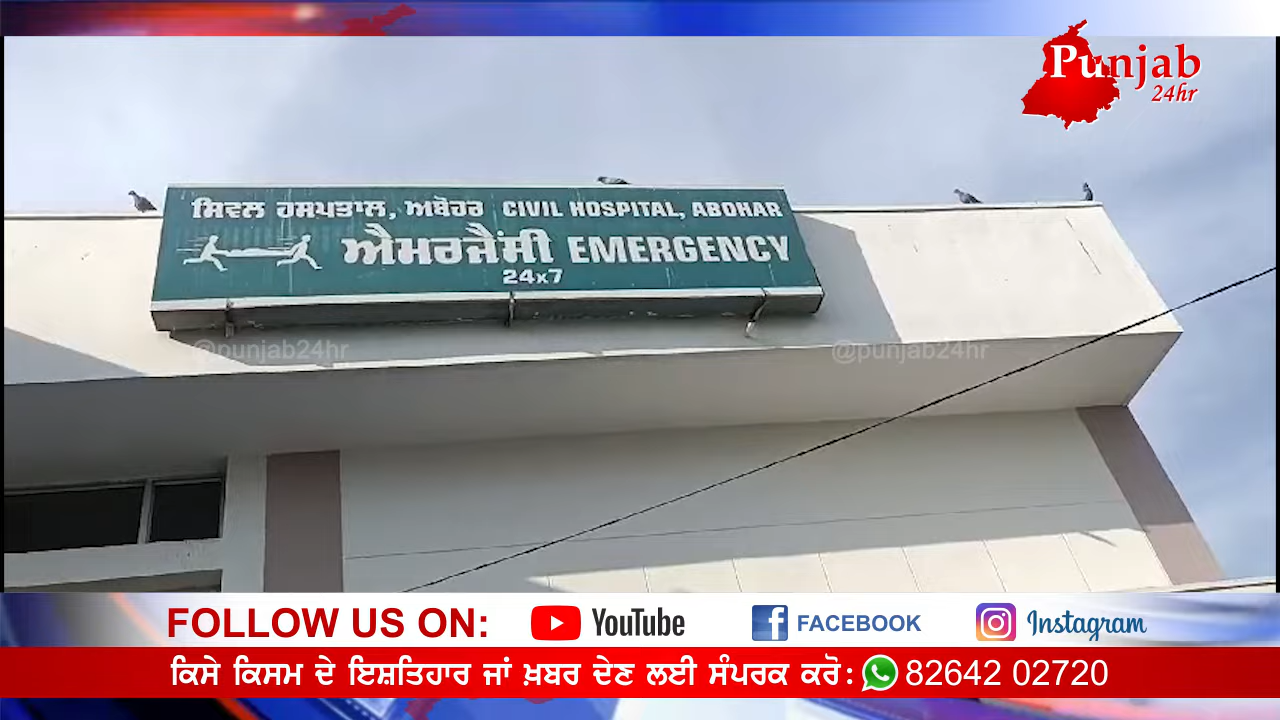 Punjab
24hr
ਸਿਵਲ ਹਸਪਤਾਲ, ਅਬੋਹਰ CIVIL HOSPITAL, ABOHAR
ਐਮਰਜੈਂਸੀ EMERGENCY
24x7
@punjab24hr @punjab24hr
FOLLOW US ON: YouTube FACEBOOK Instagram
ਕਿਸੇ ਕਿਸਮ ਦੇ ਇਸ਼ਤਿਹਾਰ ਜਾਂ ਖ਼ਬਰ ਦੇਣ ਲਈ ਸੰਪਰਕ ਕਰੋ: 82642 02720